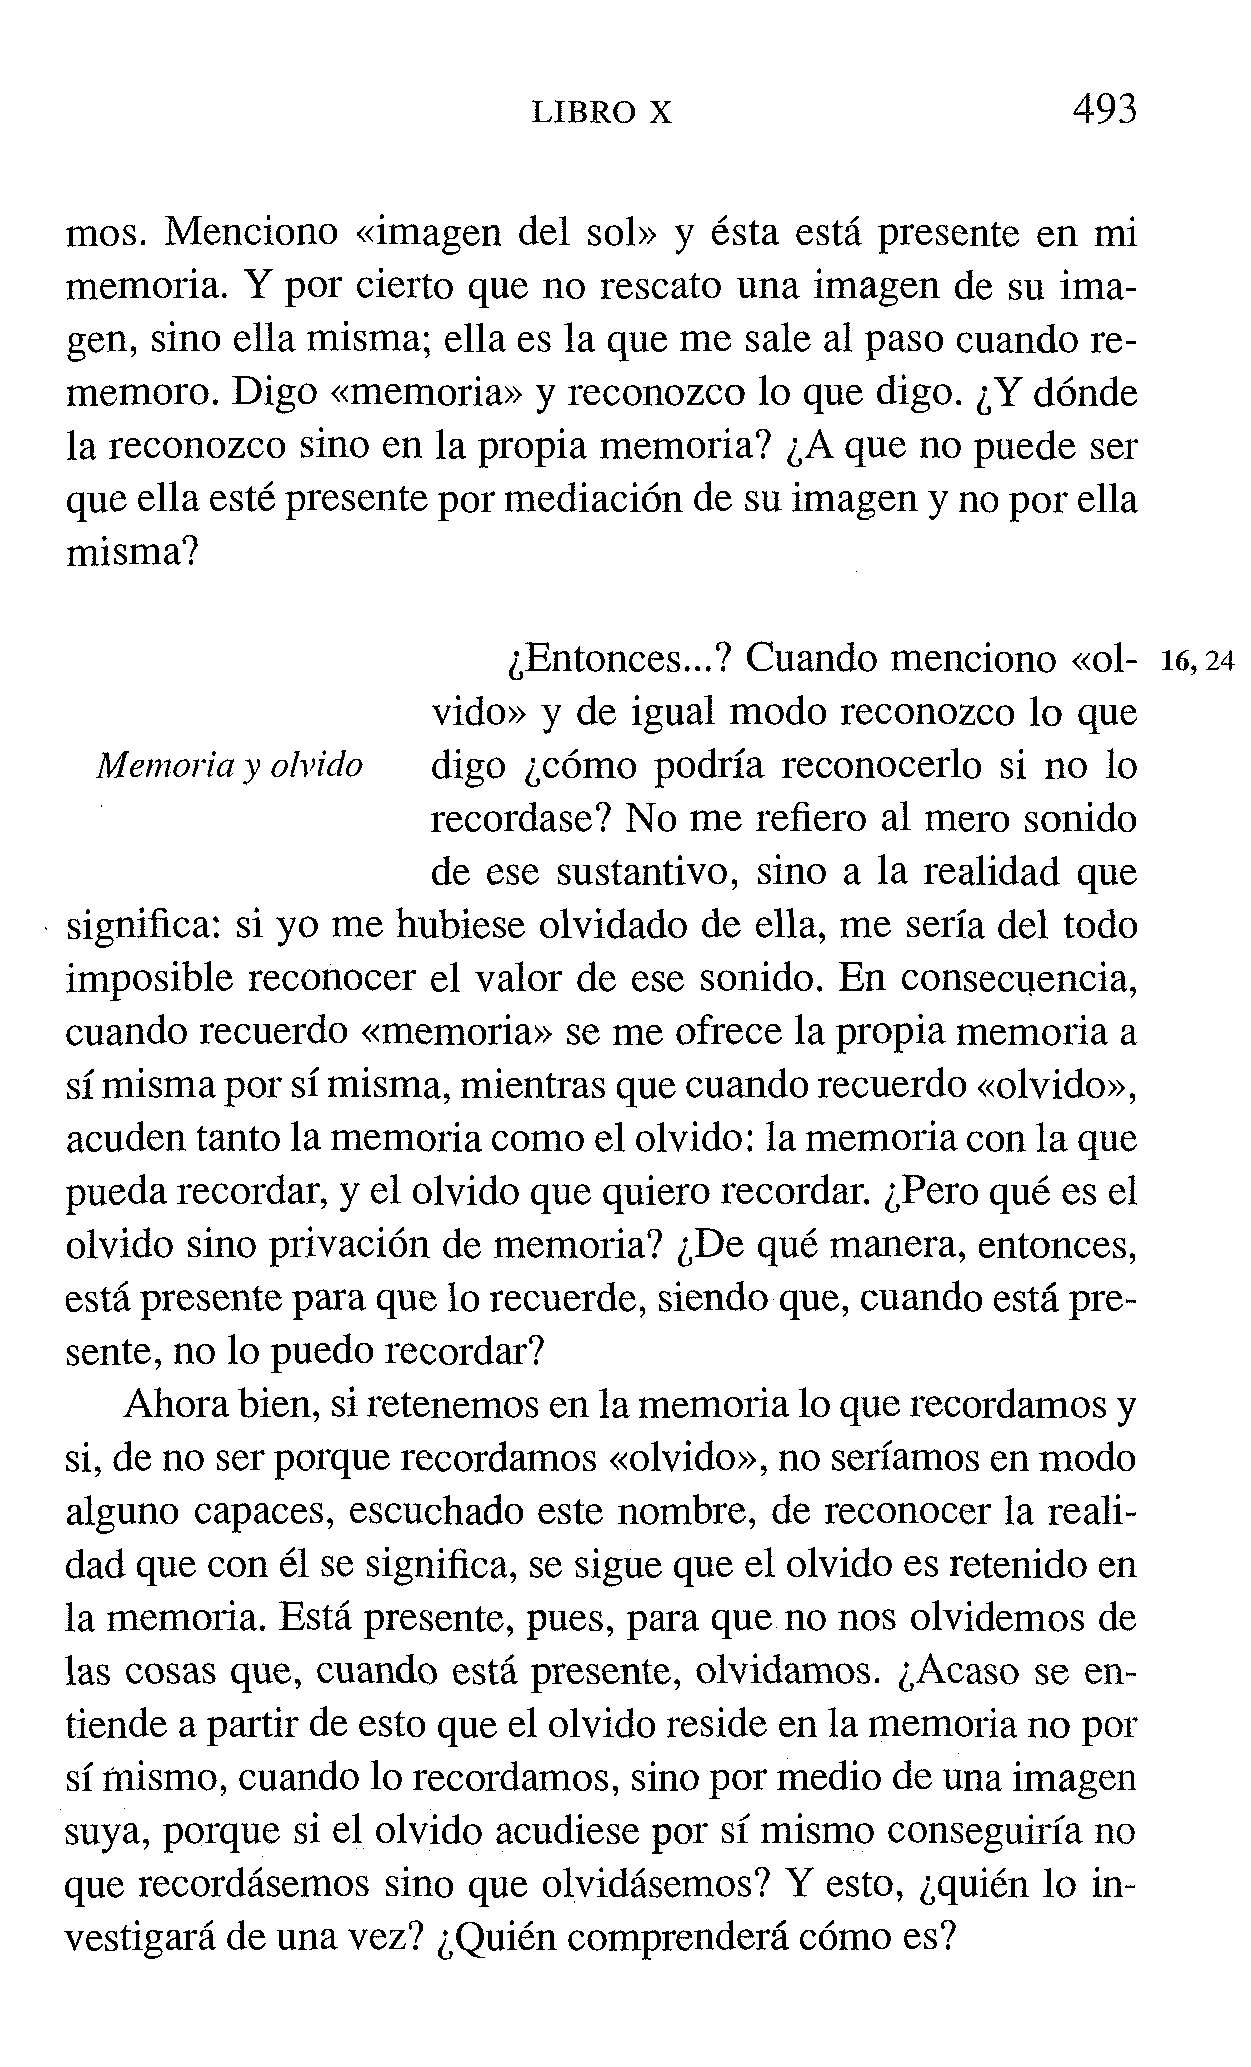 LIBRO X 493
mos. Menciono «imagen del sol» y ésta está presente en mi
memoria. Y por cierto que no rescato una imagen de su ima-
gen, sino ella misma; ella es la que me sale al paso cuando re-
memoro. Digo «memoria» y reconozco lo que digo. ¿Y dónde
la reconozco sino en la propia memoria? ¿A que no puede ser
que ella esté presente por mediación de su imagen y no por ella
misma?
¿Entonces...? Cuando menciono «ol- 16, 24
vido» y de igual modo reconozco lo que
Memoria y olvido digo ¿cómo podría reconocerlo si no lo
recordase? No me refiero al mero sonido
de ese sustantivo, sino a la realidad que
significa: si yo me hubiese olvidado de ella, me sería del todo
imposible reconocer el valor de ese sonido. En consecuencia,
cuando recuerdo «memoria» se me ofrece la propia memoria a
sí misma por sí misma, mientras que cuando recuerdo «olvido»,
acuden tanto la memoria como el olvido: la memoria con la que
pueda recordar, y el olvido que quiero recordar. ¿Pero qué es el
olvido sino privación de memoria? ¿De qué manera, entonces,
está presente para que lo recuerde, siendo que, cuando está pre-
sente, no lo puedo recordar?
Ahora bien, si retenemos en la memoria lo que recordamos y
si, de no ser porque recordamos «olvido», no seríamos en modo
alguno capaces, escuchado este nombre, de reconocer la reali-
dad que con él se significa, se sigue que el olvido es retenido en
la memoria. Está presente, pues, para que no nos olvidemos de
las cosas que, cuando está presente, olvidamos. ¿Acaso se en-
tiende a partir de esto que el olvido reside en la memoria no por
sí mismo, cuando lo recordamos, sino por medio de una imagen
suya, porque si el olvido acudiese por sí mismo conseguiría no
que recordásemos sino que olvidásemos? Y esto, ¿quién lo in-
vestigará de una vez? ¿Quién comprenderá cómo es?